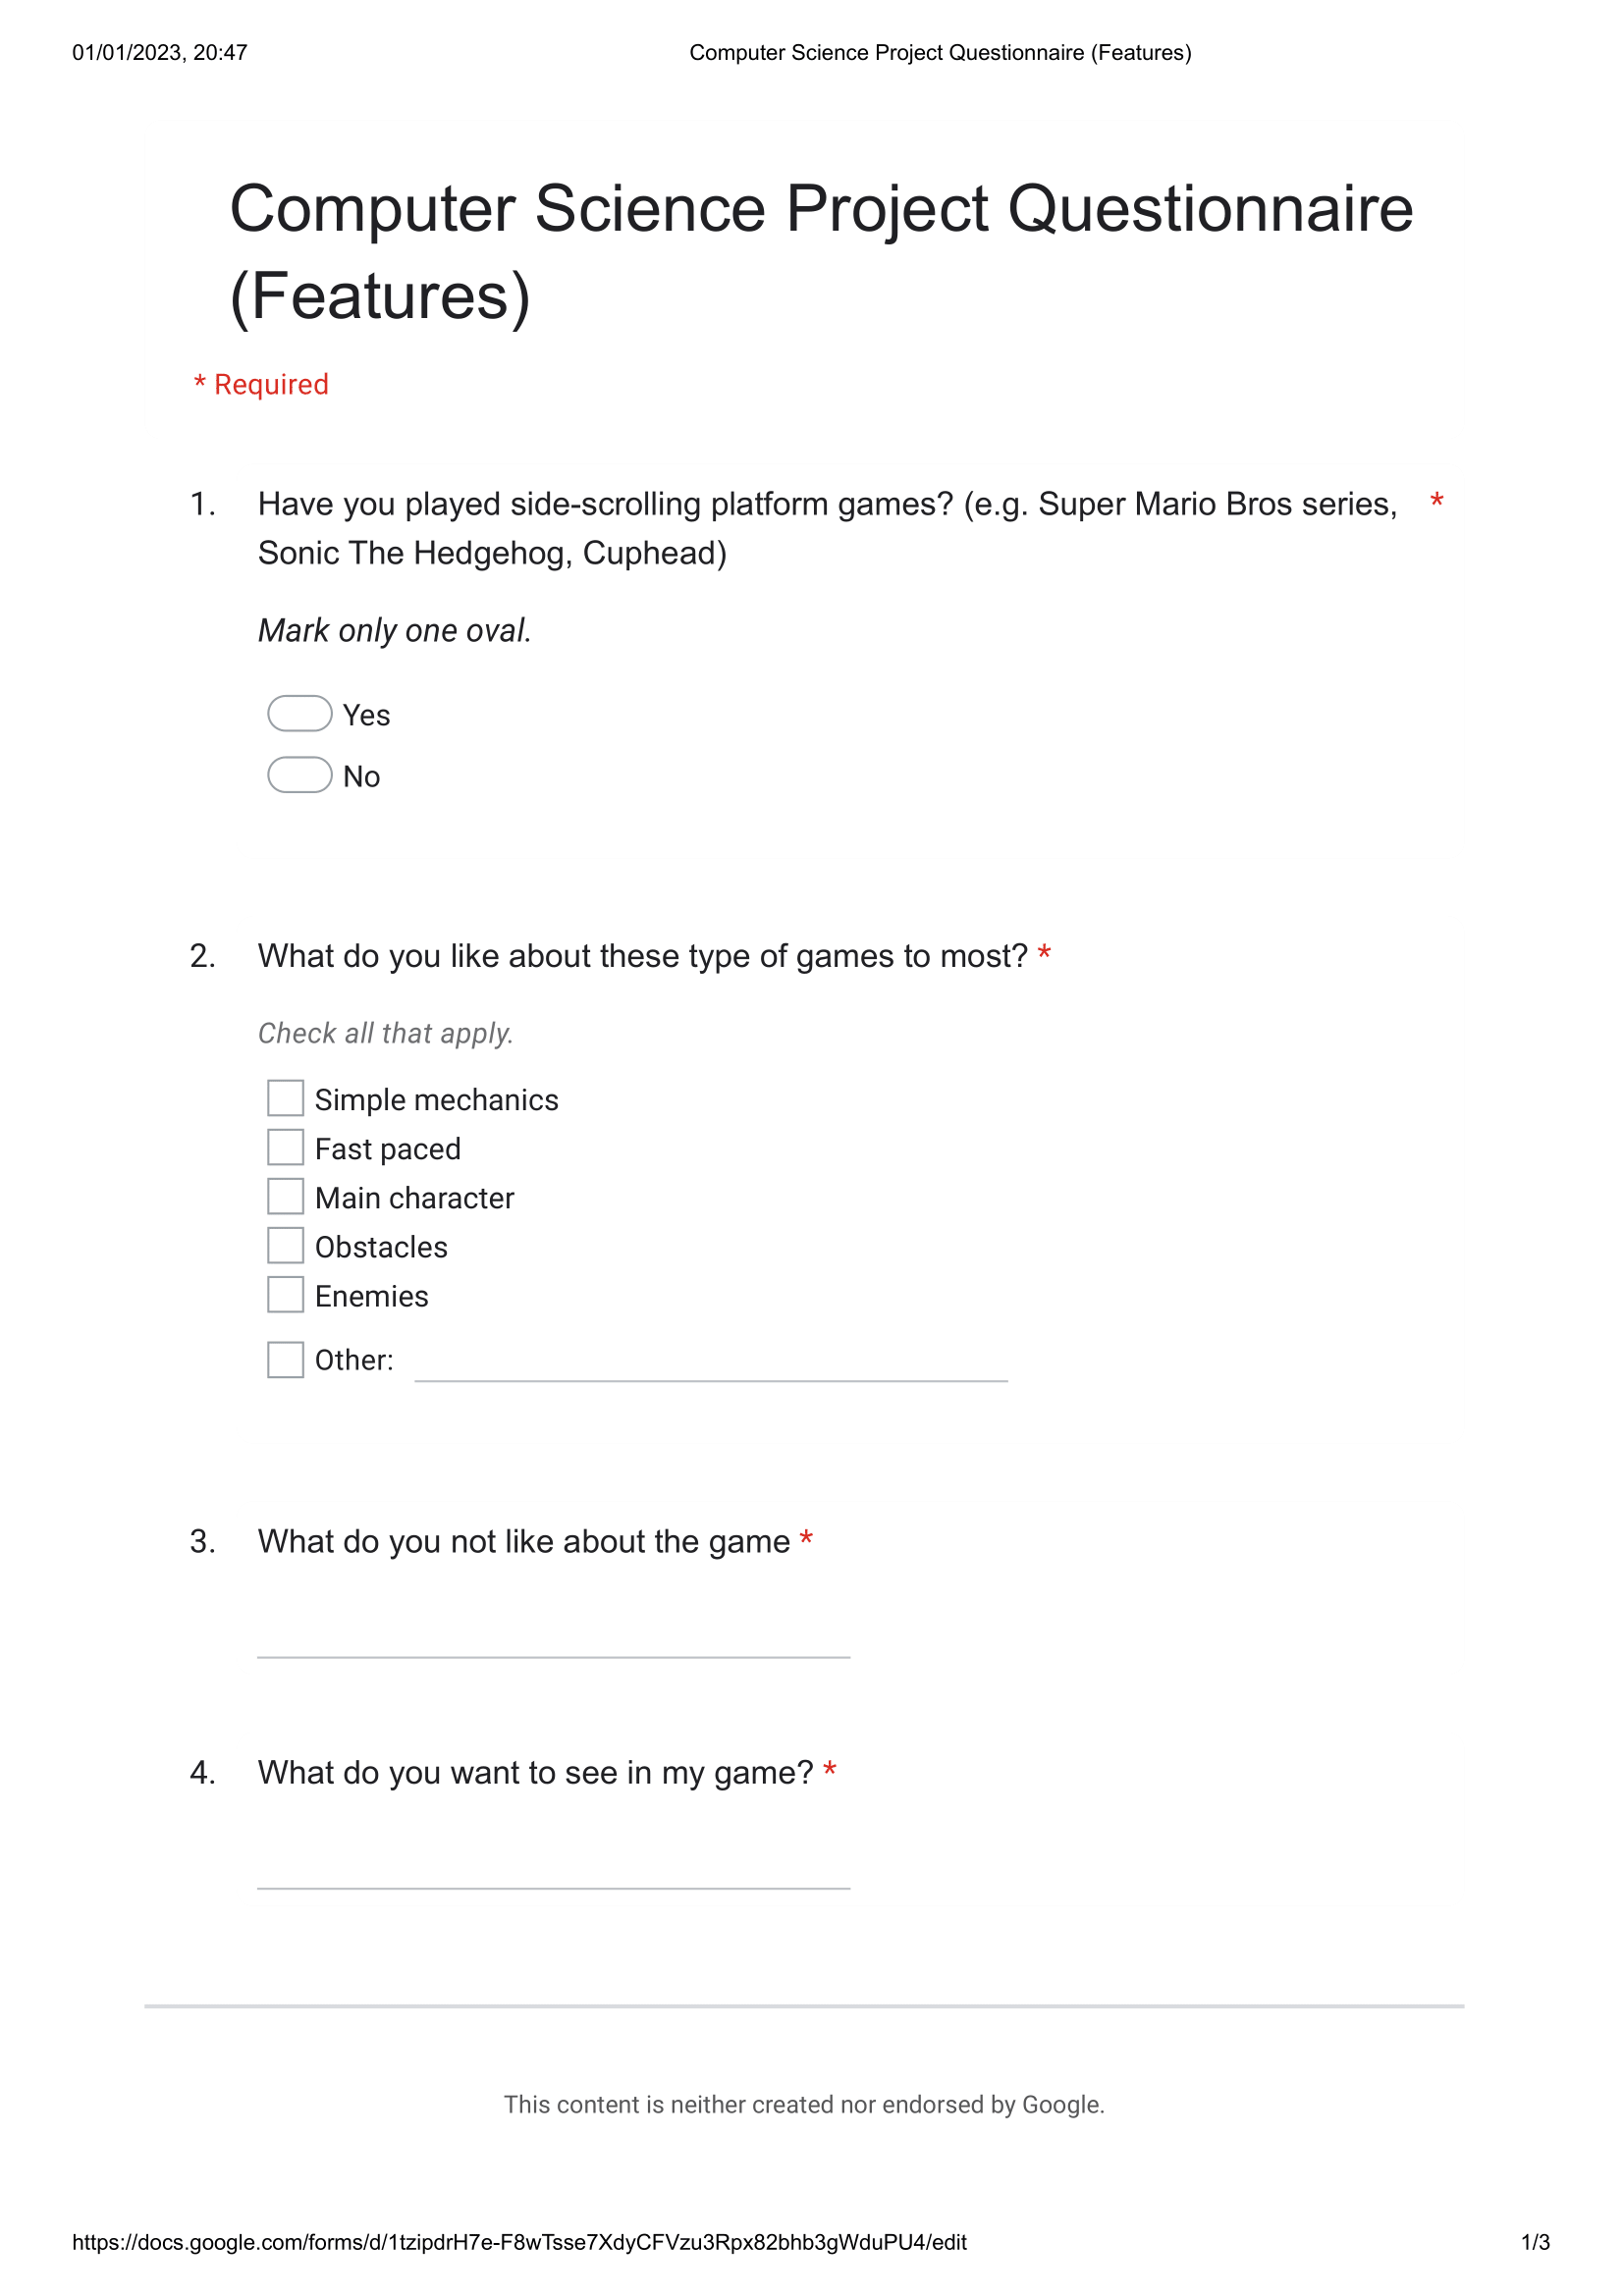 01/01/2023, 20:47
Computer Science Project Questionnaire (Features)
Computer Science Project Questionnaire
(Features)
* Required
1. Have you played side-scrolling platform games? (e.g. Super Mario Bros series, *
Sonic The Hedgehog, Cuphead)
Mark only one oval.
Yes
No
2. What do you like about these type of games to most? *
Check all that apply.
Simple mechanics
Fast paced
Main character
Obstacles
Enemies
Other:
3. What do you not like about the game *
4. What do you want to see in my game? *
This content is neither created nor endorsed by Google.
https://docs.google.com/forms/d/1tzipdrH7e-F8wTsse7XdyCFVzu3Rpx82bhb3gWduPU4/edit
1/3